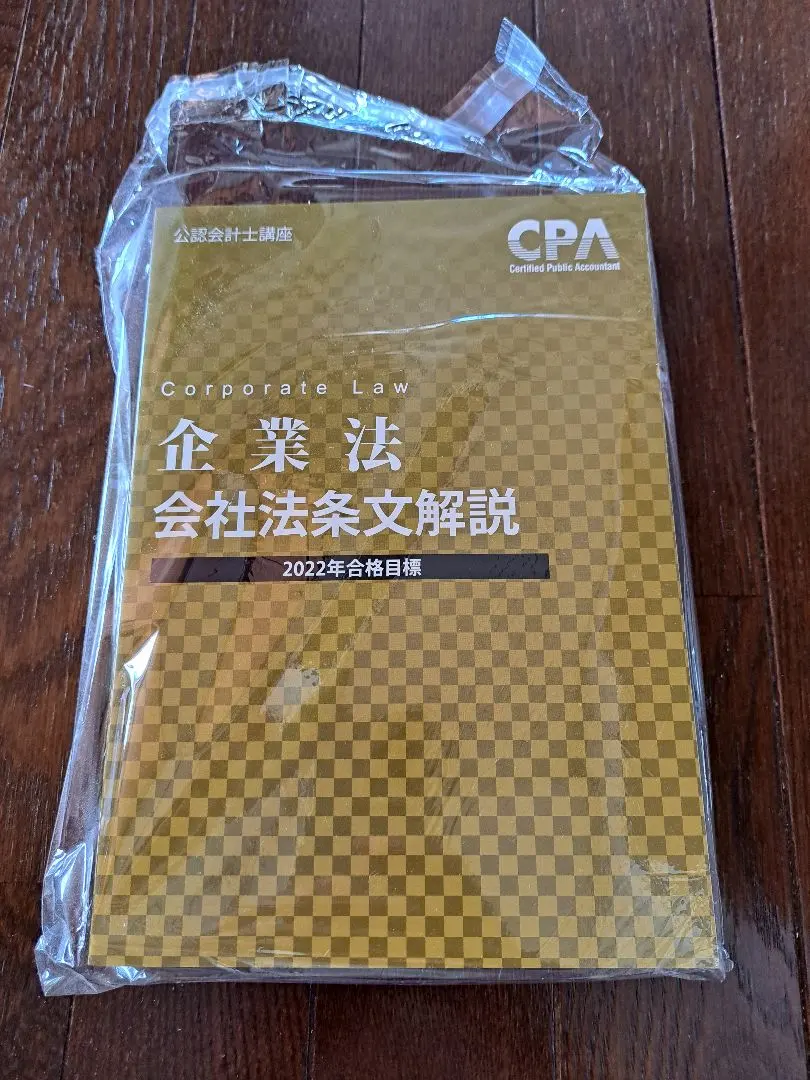 公認会計士講座
CPA
Certified Public Accountant
Corporate Law
企業法
会社法条文解説
2022年合格目標